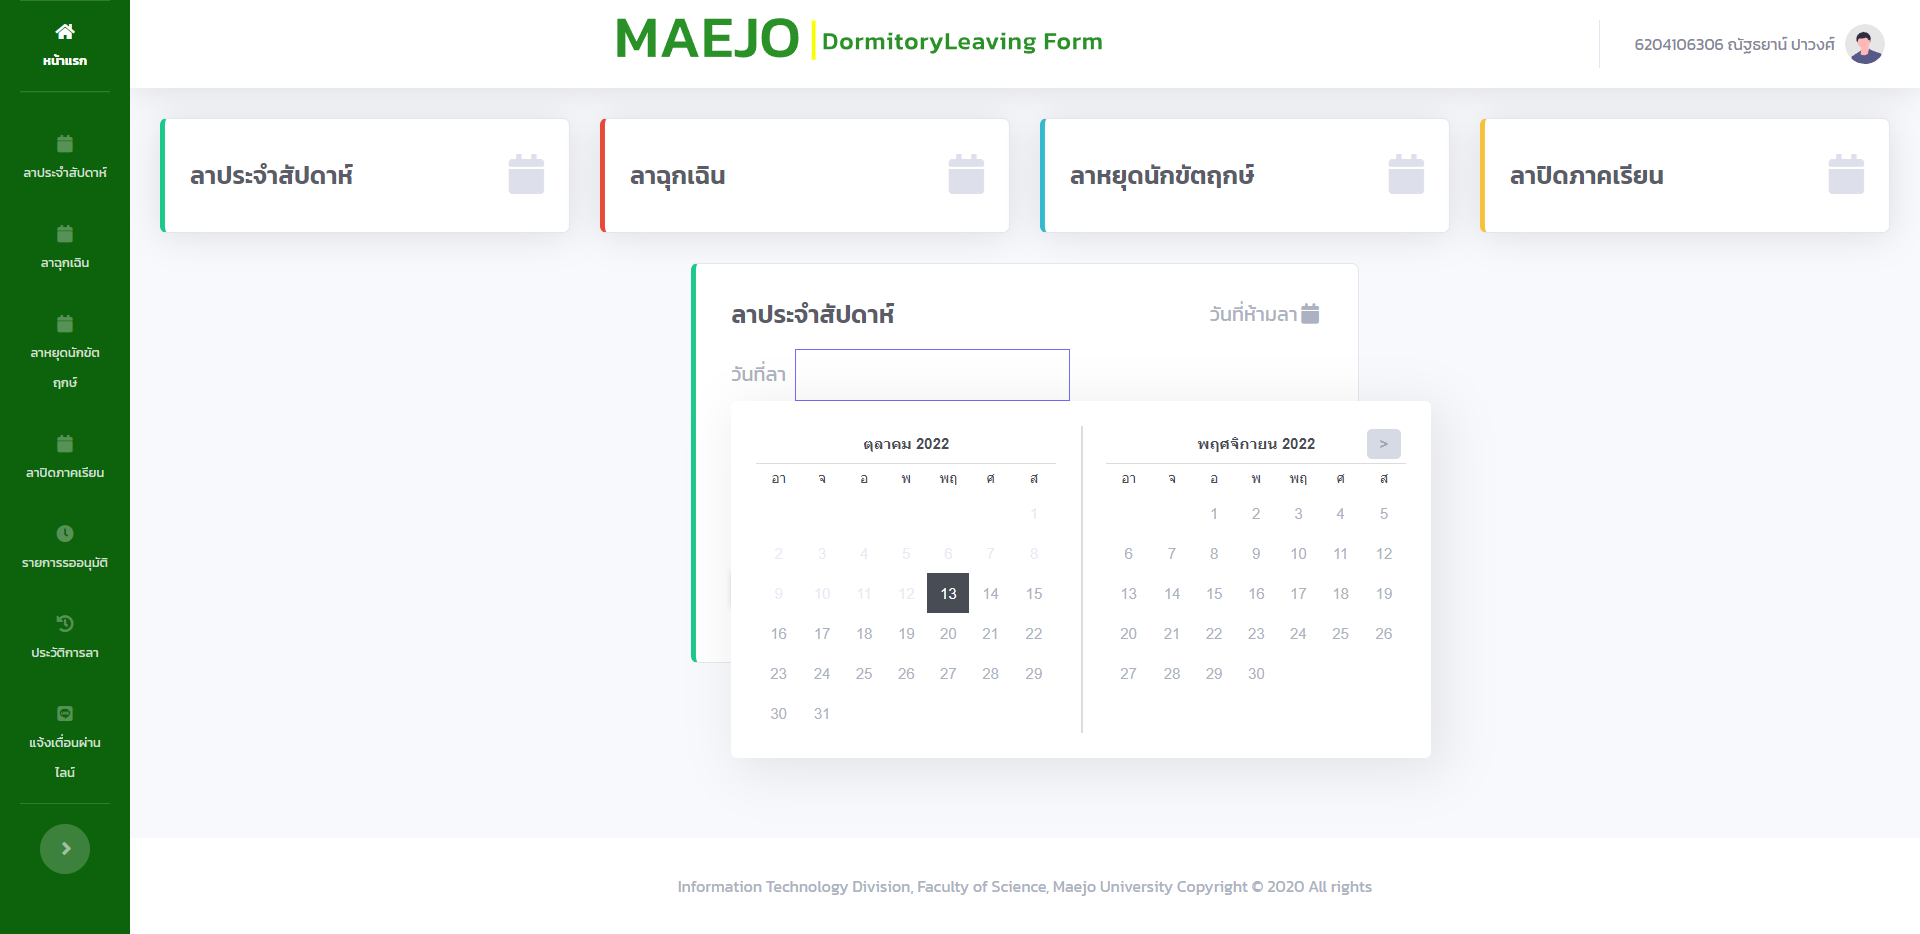 หน้าแรก
ลาประจำสัปดาห์
ลาฉุกเฉิน
ลาหยุดนักขัต
ฤกษ์
ลาปิดภาคเรียน
รายการรออนุมัติ
ประวัติการลา
แจ้งเตื่อนผ่าน
ไลน์
MAEJO DormitoryLeaving Form
6204106306 ณัฐธยาน์ ปาวงศ์
ลาประจำสัปดาห์
ลาฉุกเฉิน
ลาหยุดนักขัตฤกษ์
ลาปิดภาคเรียน
ลาประจำสัปดาห์
วันที่ห้ามลา
วันที่ลา
ตุลาคม 2022
อา จ อ พ พฤ ศ ส
1
2 3 4 5 6 7 8
9 10 11 12 13 14 15
16 17 18 19 20 21 22
23 24 25 26 27 28 29
30 31
พฤศจิกายน 2022 >
อา จ อ พ พฤ ศ ส
1 2 3 4 5
6 7 8 9 10 11 12
13 14 15 16 17 18 19
20 21 22 23 24 25 26
27 28 29 30
Information Technology Division, Faculty of Science, Maejo University Copyright © 2020 All rights